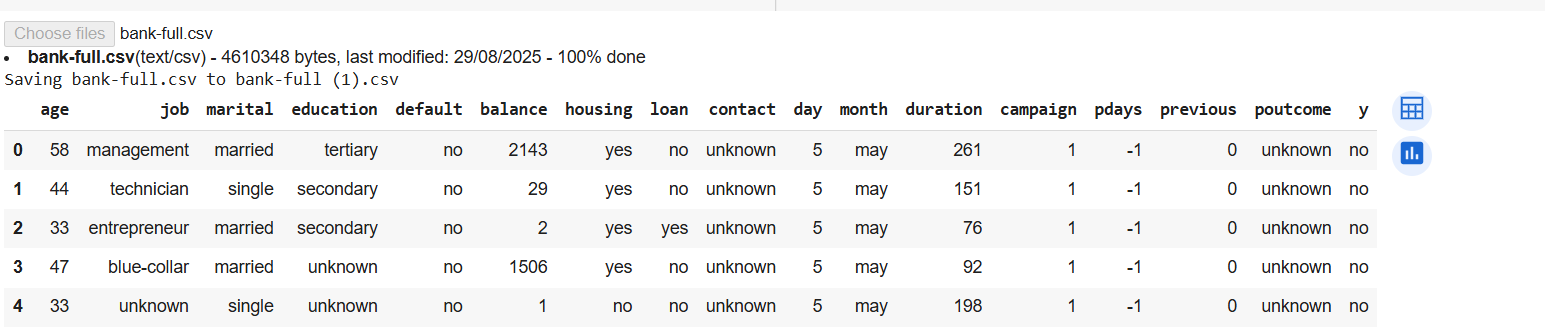 Choose files bank-full.csv
• bank-full.csv(text/csv) - 4610348 bytes, last modified: 29/08/2025 - 100% done
Saving bank-full.csv to bank-full (1).csv
age job marital education default balance housing loan contact day month duration campaign pdays previous poutcome y
0 58 management married tertiary no 2143 yes no unknown 5 may 261 1 -1 0 unknown no
1 44 technician single secondary no 29 yes no unknown 5 may 151 1 -1 0 unknown no
2 33 entrepreneur married secondary no 2 yes yes unknown 5 may 76 1 -1 0 unknown no
3 47 blue-collar married unknown no 1506 yes no unknown 5 may 92 1 -1 0 unknown no
4 33 unknown single unknown no 1 no no unknown 5 may 198 1 -1 0 unknown no